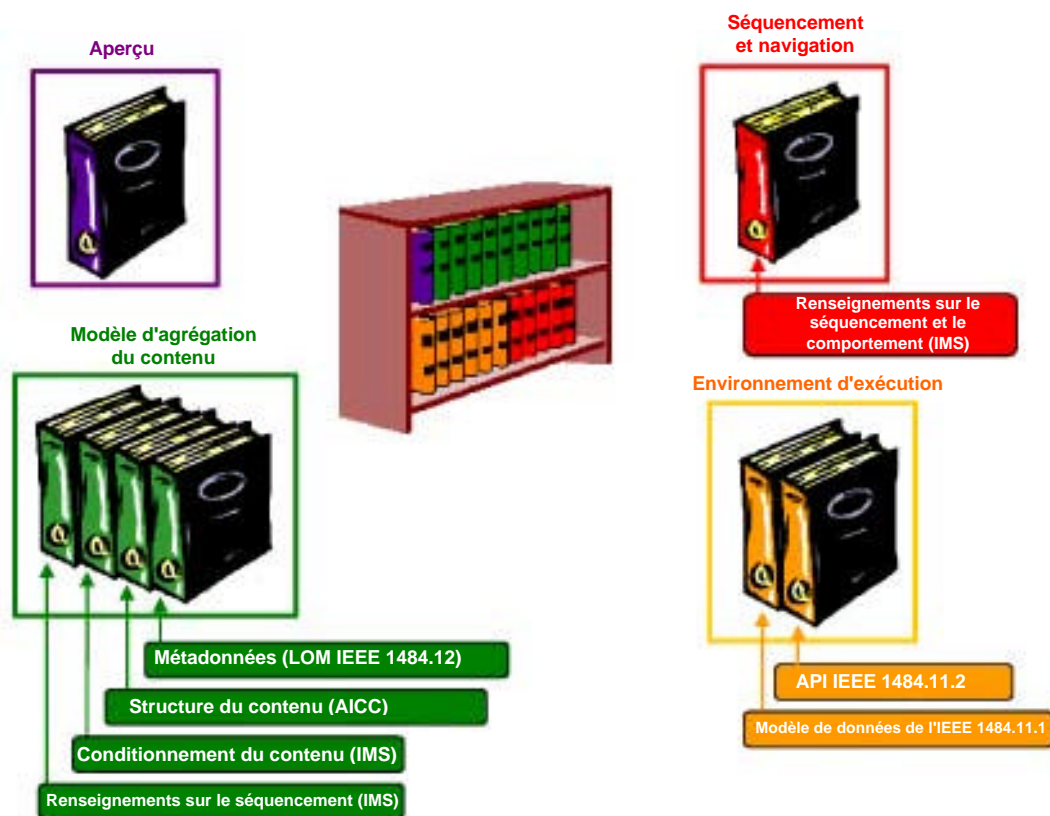 Aperçu
Séquencement
et navigation
Renseignements sur le
séquencement et le
comportement (IMS)
Modèle d'agrégation
du contenu
Environnement d'exécution
Métadonnées (LOM IEEE 1484.12)
Structure du contenu (AICC)
Conditionnement du contenu (IMS)
Renseignements sur le séquencement (IMS)
API IEEE 1484.11.2
Modèle de données de l'IEEE 1484.11.1